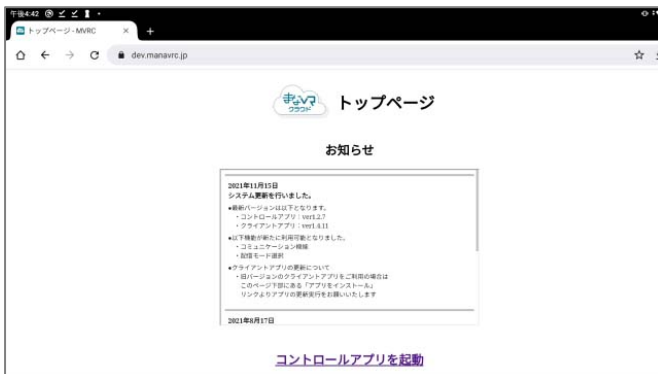 午後4:42
トップページ - MVRC
dev.manavrc.jp
まなVR
クラウド
トップページ
お知らせ
2021年11月15日
システム更新を行いました。
●最新バージョンは以下となります。
・コントロールアプリ：ver1.2.7
・クライアントアプリ：ver1.4.11
●以下機能が新たに利用可能となりました。
・コミュニケーション機能
・配信モード選択
●クライアントアプリの更新について
・旧バージョンのクライアントアプリをご利用の場合は
このページ下部にある「アプリをインストール」
リンクよりアプリの更新実行をお願いいたします
2021年8月17日
コントロールアプリを起動